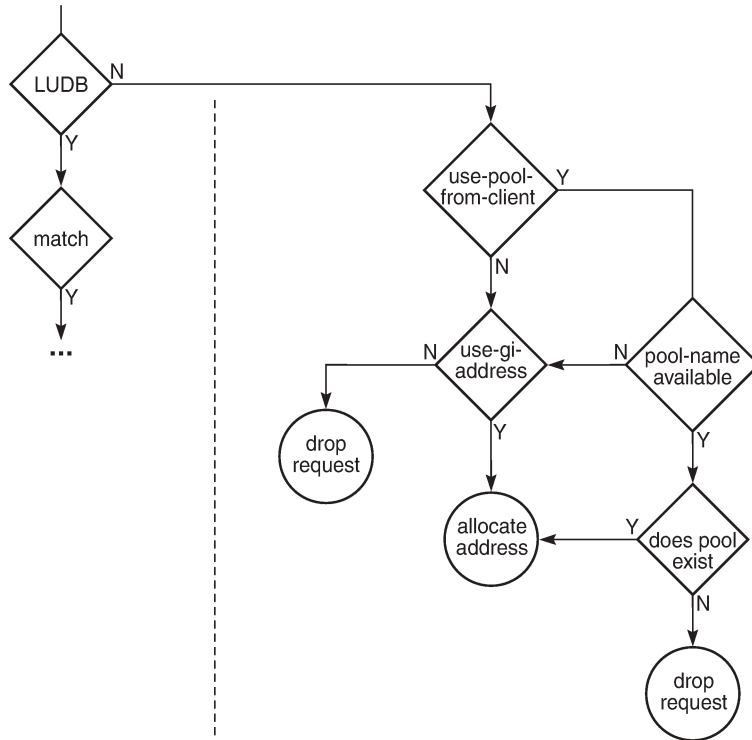 LUDB
N
Y
match
Y
...
use-pool-
from-client
Y
N
use-gi-
address
N
Y
pool-name
available
N
Y
drop
request
allocate
address
does pool
exist
Y
N
drop
request